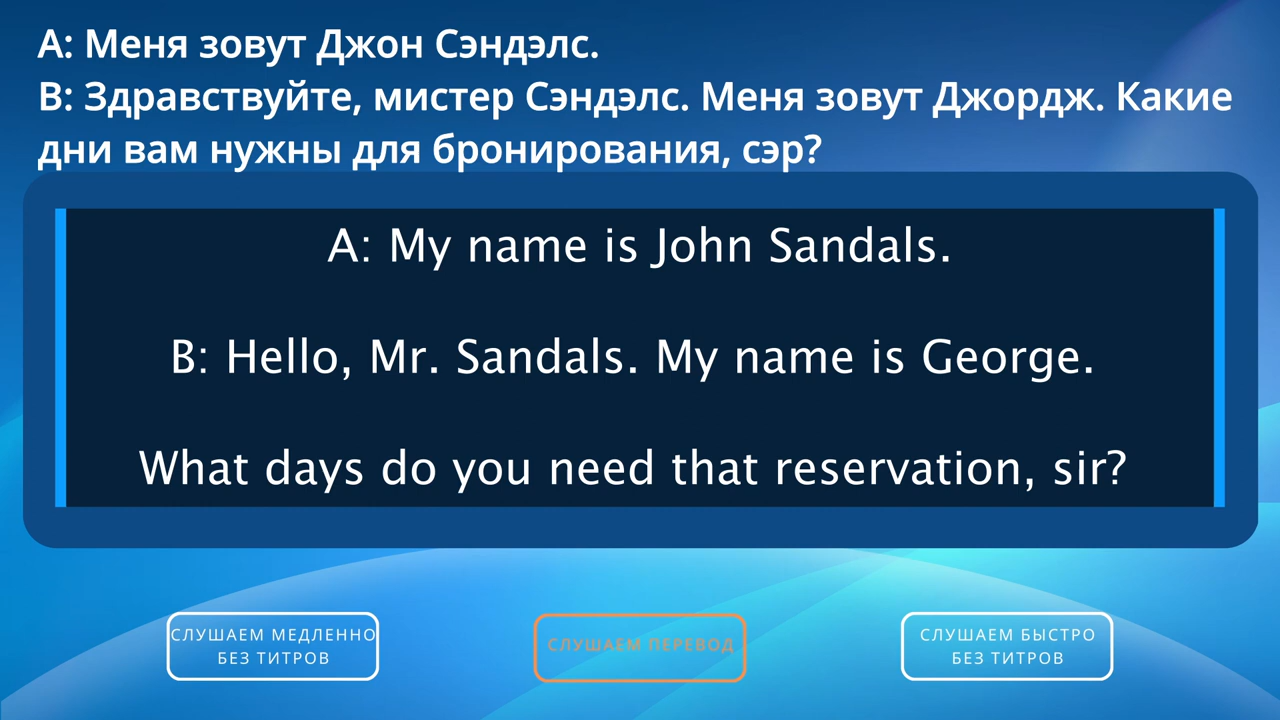 А: Меня зовут Джон Сэндэлс.
В: Здравствуйте, мистер Сэндэлс. Меня зовут Джордж. Какие
дни вам нужны для бронирования, сэр?
A: My name is John Sandals.
B: Hello, Mr. Sandals. My name is George.
What days do you need that reservation, sir?
СЛУШАЕМ МЕДЛЕННО
БЕЗ ТИТРОВ
СЛУШАЕМ ПЕРЕВОД
СЛУШАЕМ БЫСТРО
БЕЗ ТИТРОВ